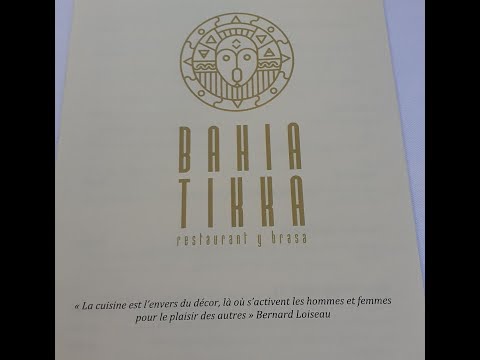 BAHIA
TIKKA
restaurant y brasa
« La cuisine est l'envers du décor, là où s'activent les hommes et femmes
pour le plaisir des autres » Bernard Loiseau